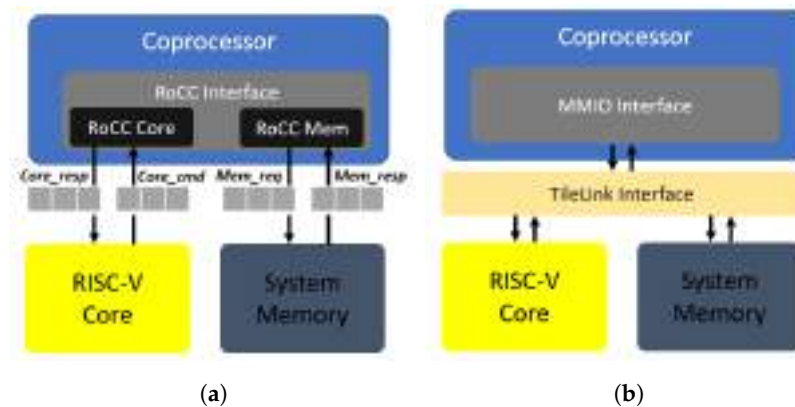 Coprocessor
RoCC Interface
RoCC Core
RoCC Mem
Core_resp
Core_cmd
Mem_req
Mem_resp
RISC-V
Core
System
Memory
(a)
Coprocessor
MMIO Interface
TileLink Interface
RISC-V
Core
System
Memory
(b)